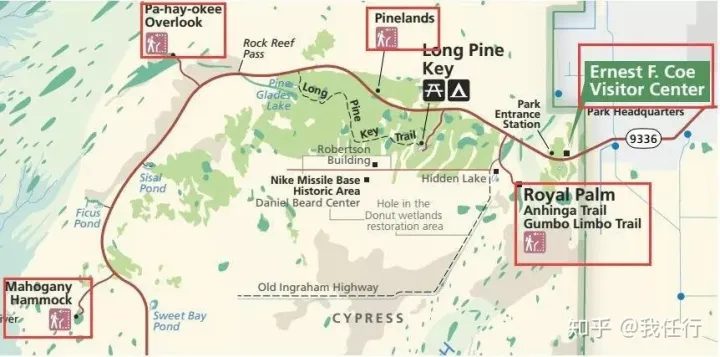 Pa-hay-okee
Overlook
Rock Reef
Pass
Pinelands
Long Pine
Key
Ernest F. Coe
Visitor Center
Park Headquarters
9336
Park
Entrance
Station
Pine
Glades
Lake
Long
Pine
Key
Trail
Robertson
Building
Nike Missile Base
Historic Area
Daniel Beard Center
Hidden Lake
Royal Palm
Anhinga Trail
Gumbo Limbo Trail
Hole in the
Donut wetlands
restoration area
Sisal
Pond
Ficus
Pond
Mahogany
Hammock
Sweet Bay
Pond
Old Ingraham Highway
CYPRESS
知乎 @我任行